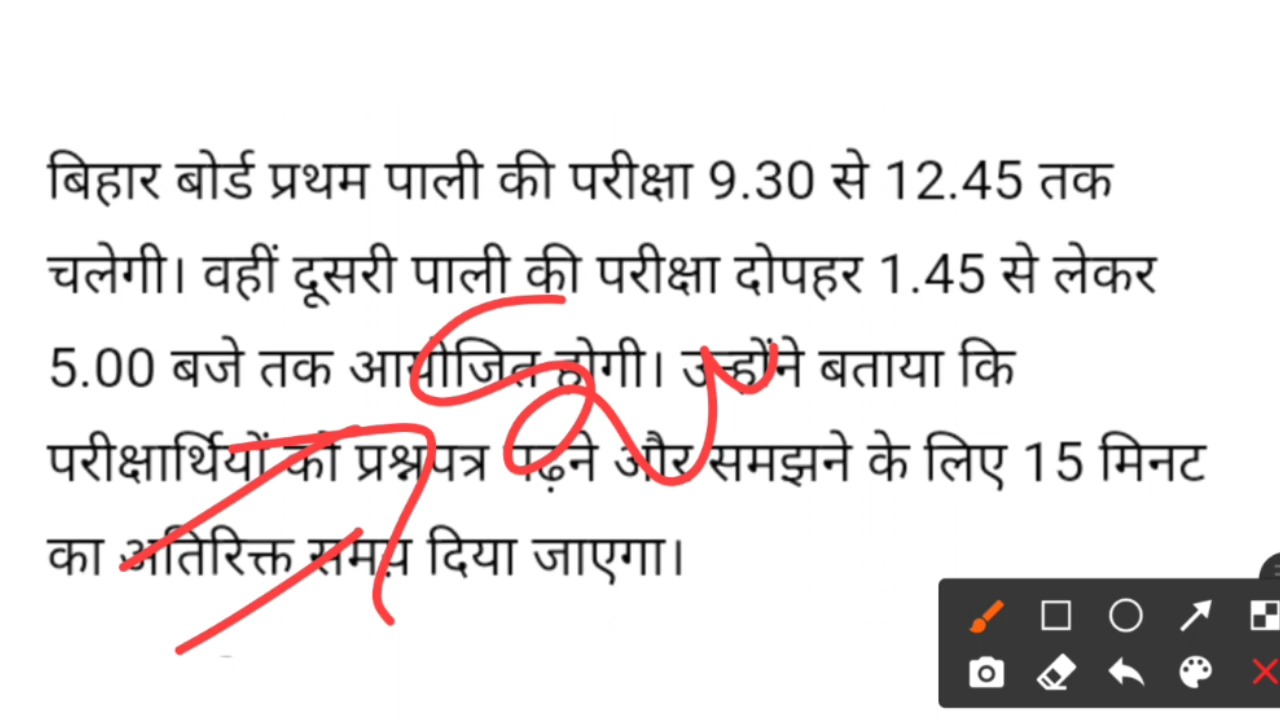 बिहार बोर्ड प्रथम पाली की परीक्षा 9.30 से 12.45 तक
चलेगी। वहीं दूसरी पाली की परीक्षा दोपहर 1.45 से लेकर
5.00 बजे तक आयोजित होगी। उन्होंने बताया कि
परीक्षार्थियों को प्रश्नपत्र पढ़ने और समझने के लिए 15 मिनट
का अतिरिक्त समय दिया जाएगा।